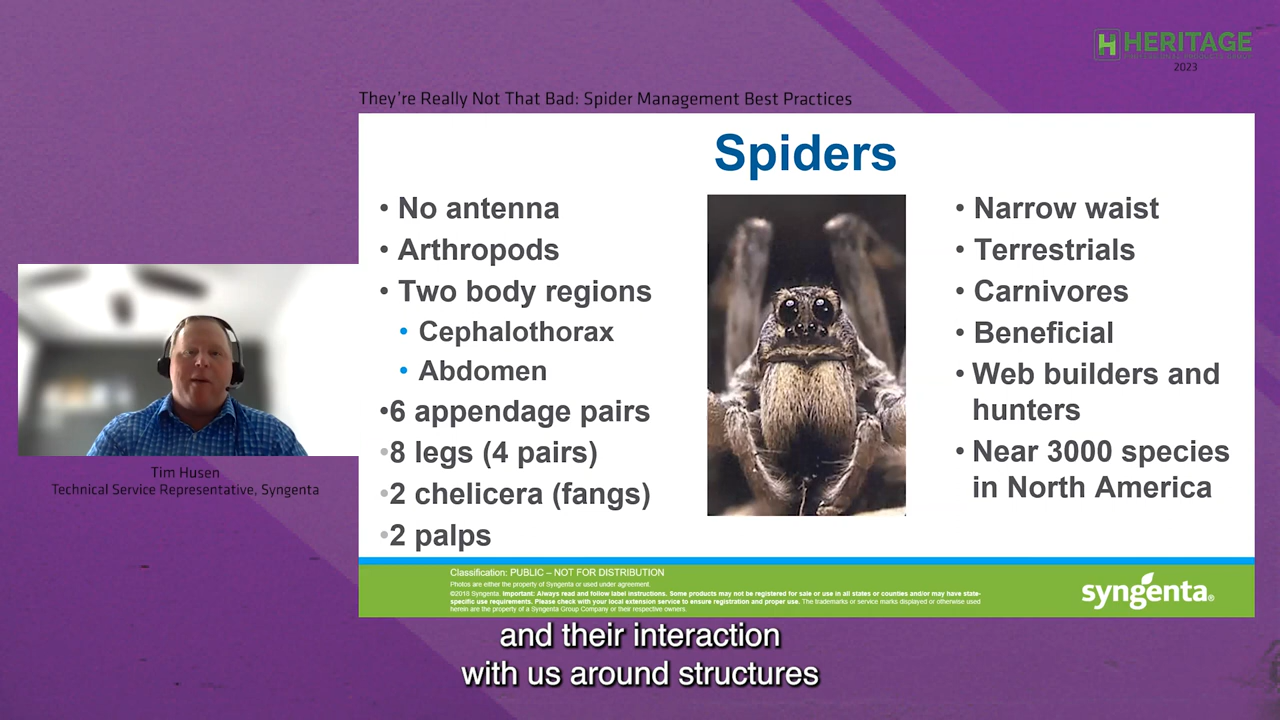 HERITAGE
2023
They're Really Not That Bad: Spider Management Best Practices
Spiders
• No antenna
• Arthropods
• Two body regions
• Cephalothorax
• Abdomen
•6 appendage pairs
•8 legs (4 pairs)
•2 chelicera (fangs)
•2 palps
• Narrow waist
• Terrestrials
• Carnivores
• Beneficial
• Web builders and
hunters
• Near 3000 species
in North America
Tim Husen
Technical Service Representative, Syngenta
Classification: PUBLIC – NOT FOR DISTRIBUTION
Photos are either the property of Syngenta or used under agreement
©2018 Syngenta. Important: Always read and follow label instructions. Some products may not be registered for sale or use in all states or counties and/or may have state-
specific use requirements. Please check with your local extension service to ensure registration and proper use. The trademarks or service marks displayed or otherwise used
herein are the property of a Syngenta Group Company or their respective owners.
syngenta®
and their interaction
with us around structures